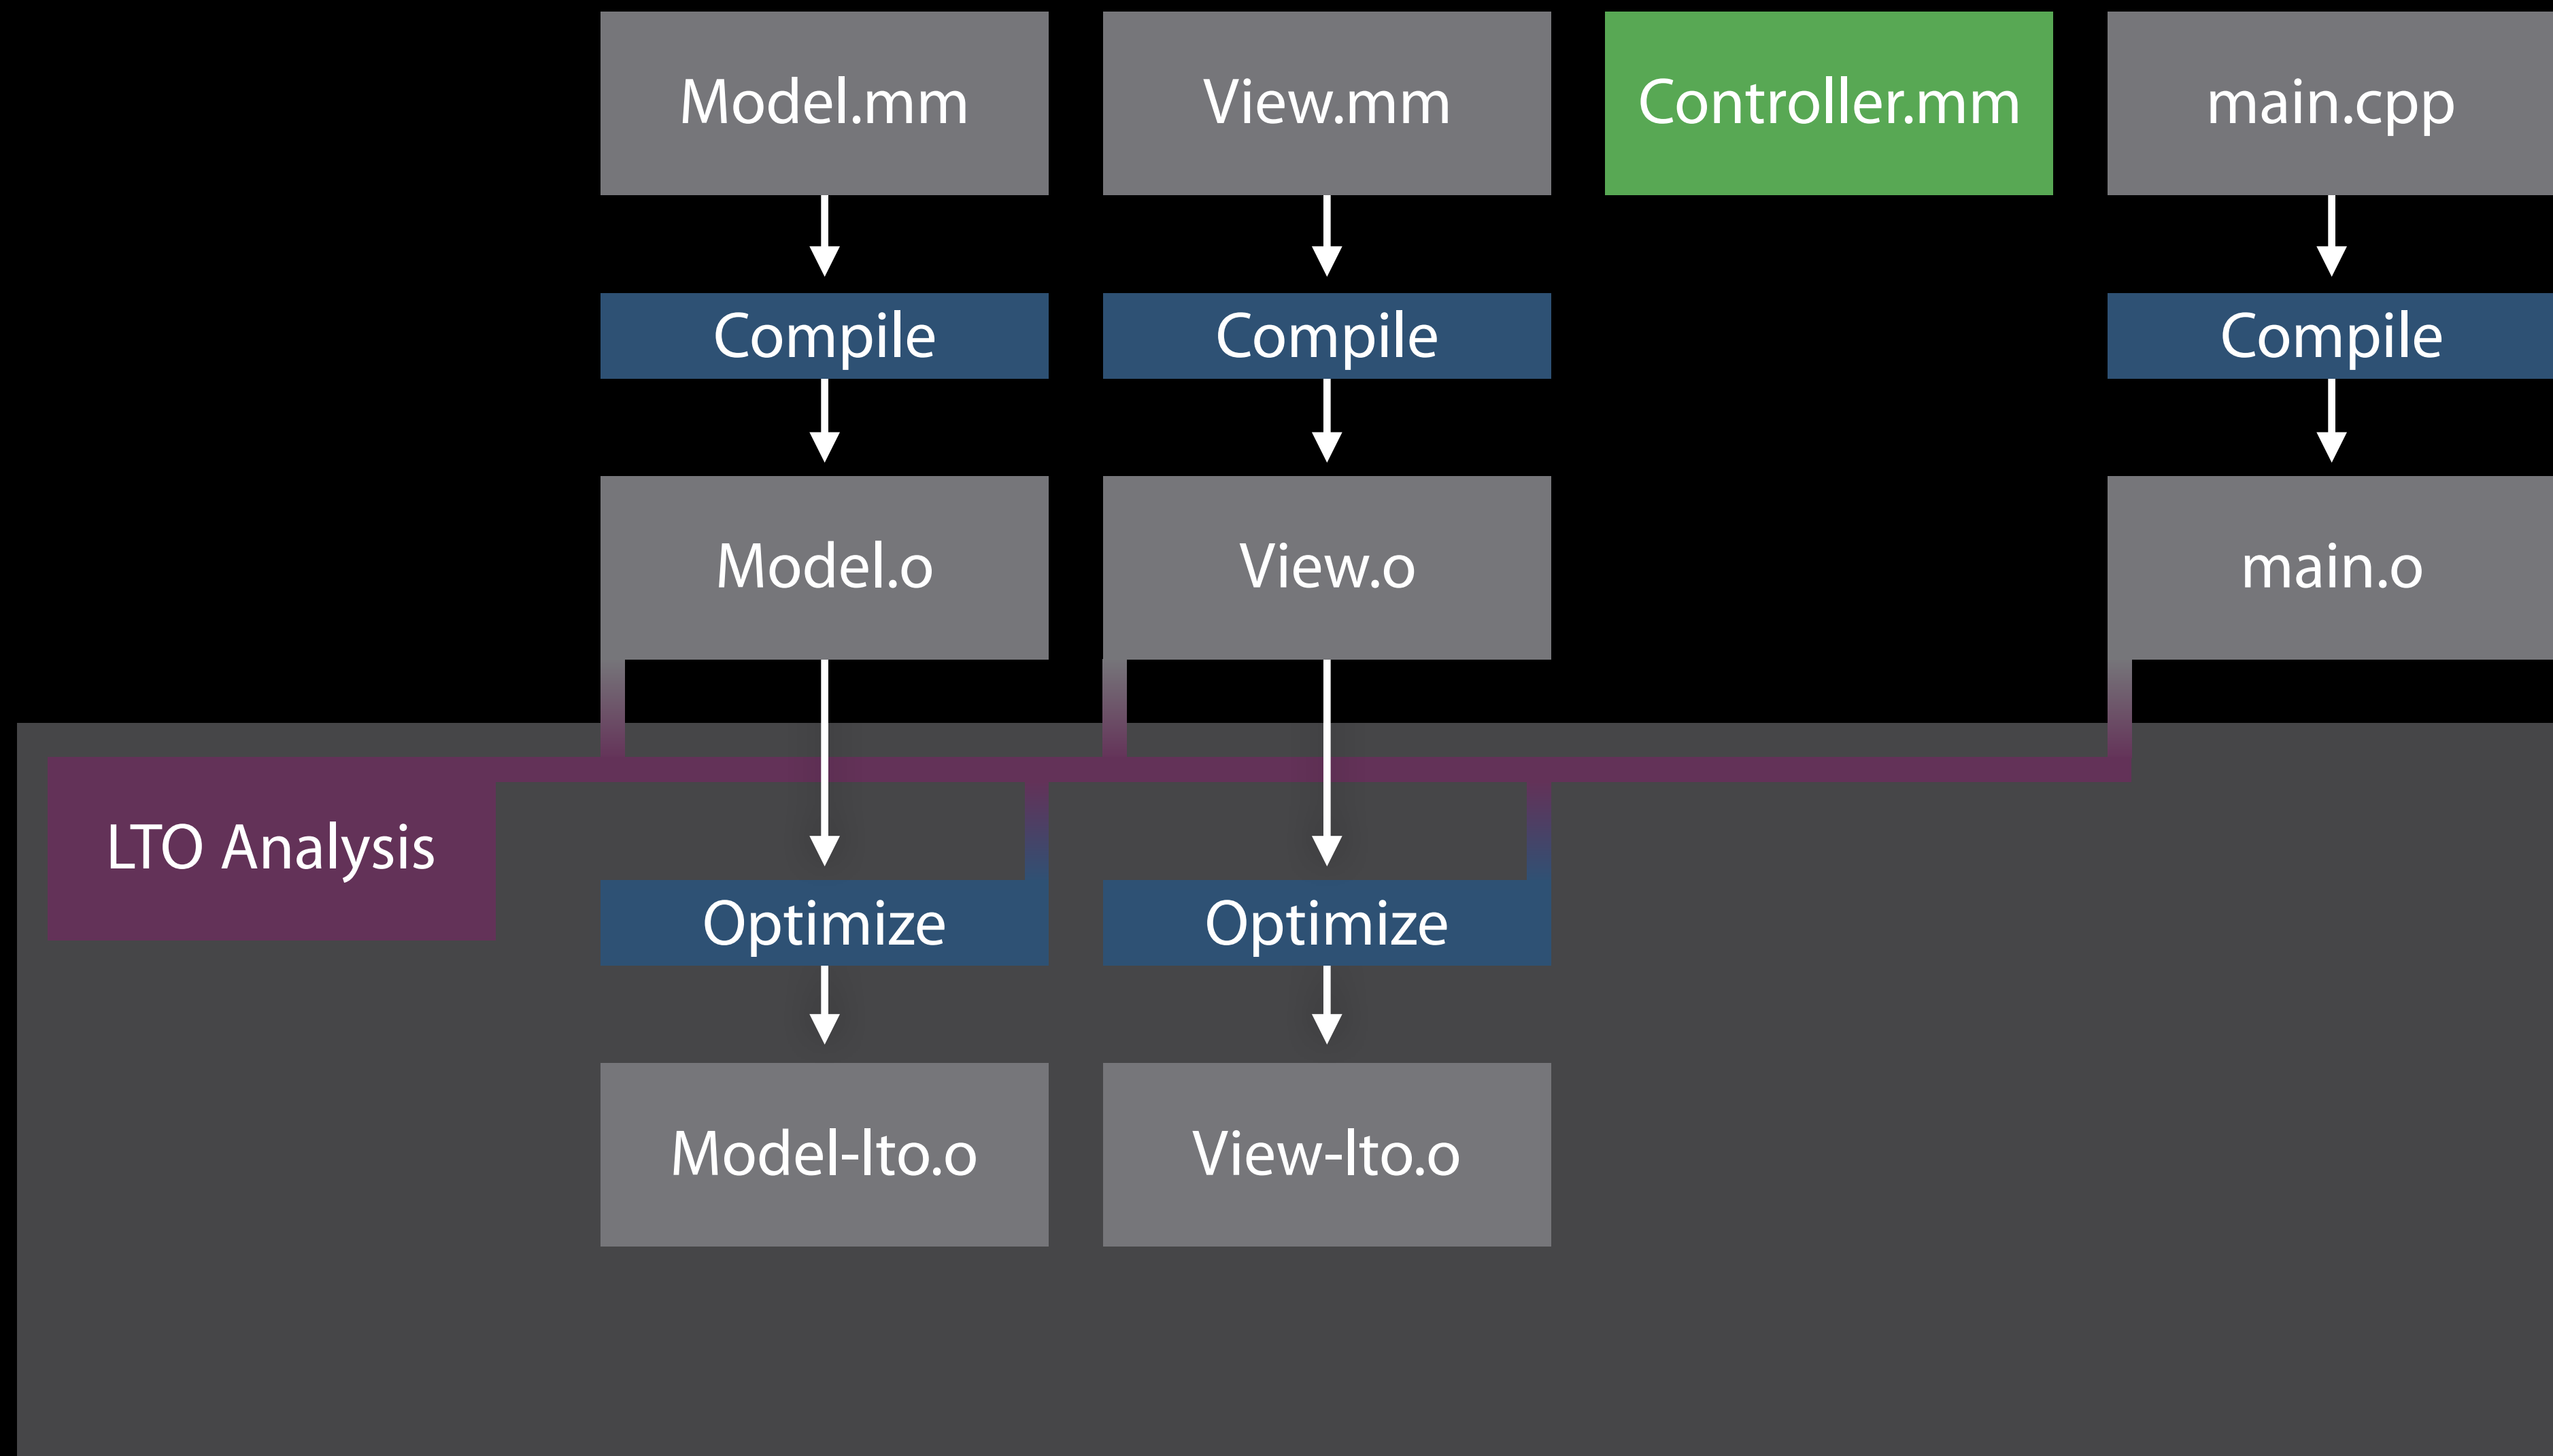 Model.mm
View.mm
Controller.mm
main.cpp
Compile
Compile
Compile
Model.o
View.o
main.o
LTO Analysis
Optimize
Optimize
Model-lto.o
View-lto.o